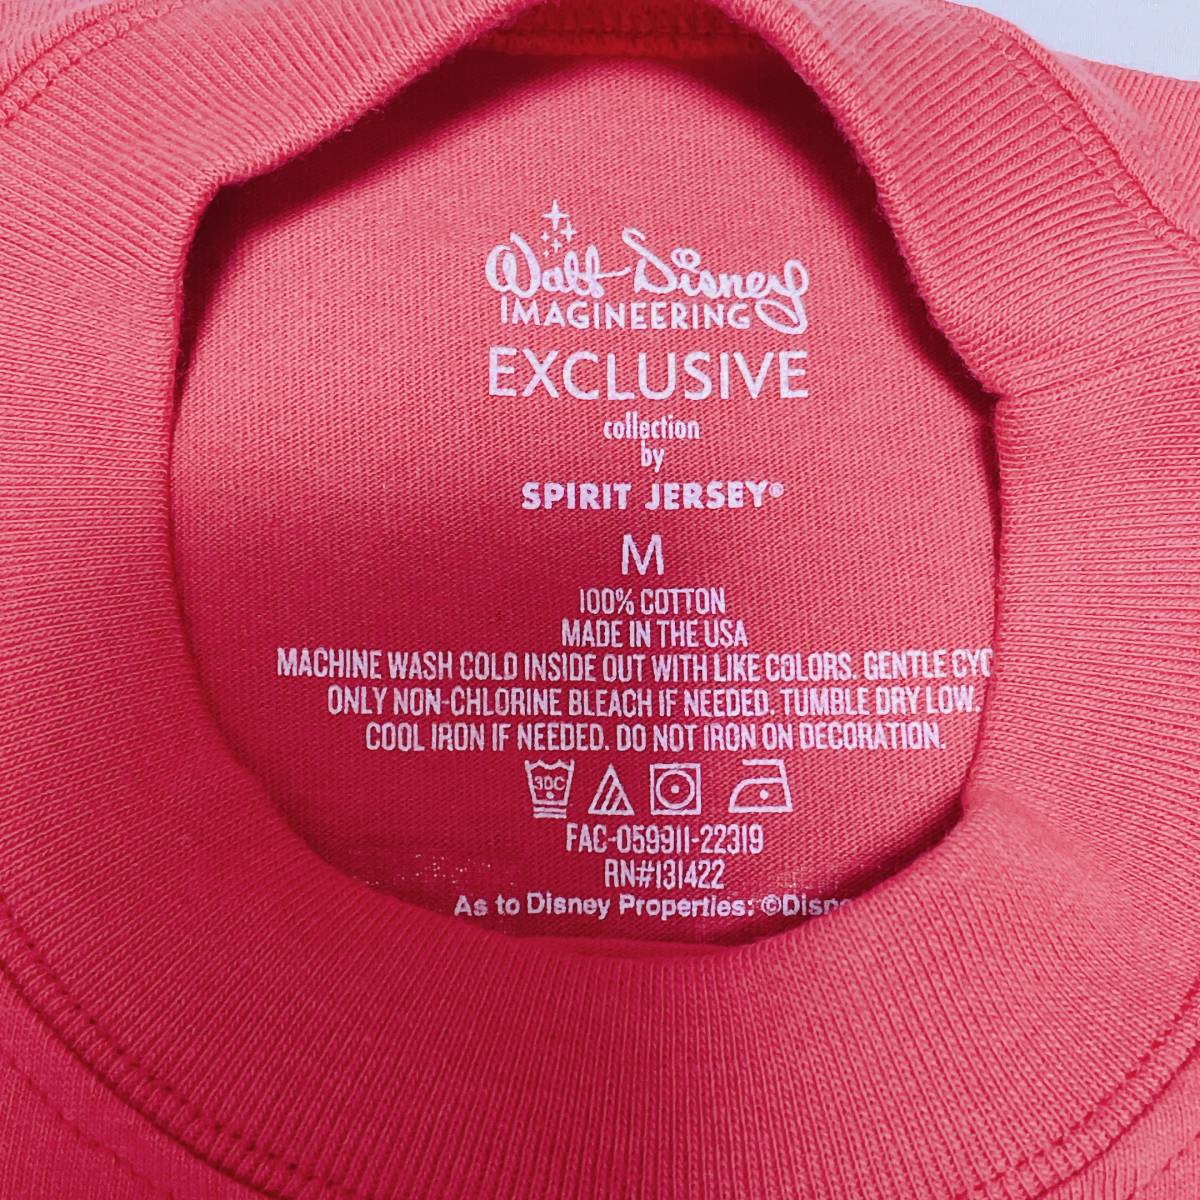 Walt Disney
IMAGINEERING
EXCLUSIVE
collection
by
SPIRIT JERSEY®
M
100% COTTON
MADE IN THE USA
MACHINE WASH COLD INSIDE OUT WITH LIKE COLORS. GENTLE CYC
ONLY NON-CHLORINE BLEACH IF NEEDED. TUMBLE DRY LOW.
COOL IRON IF NEEDED. DO NOT IRON ON DECORATION.
30C
FAC-059911-22319
RN#131422
As to Disney Properties: ©Disn